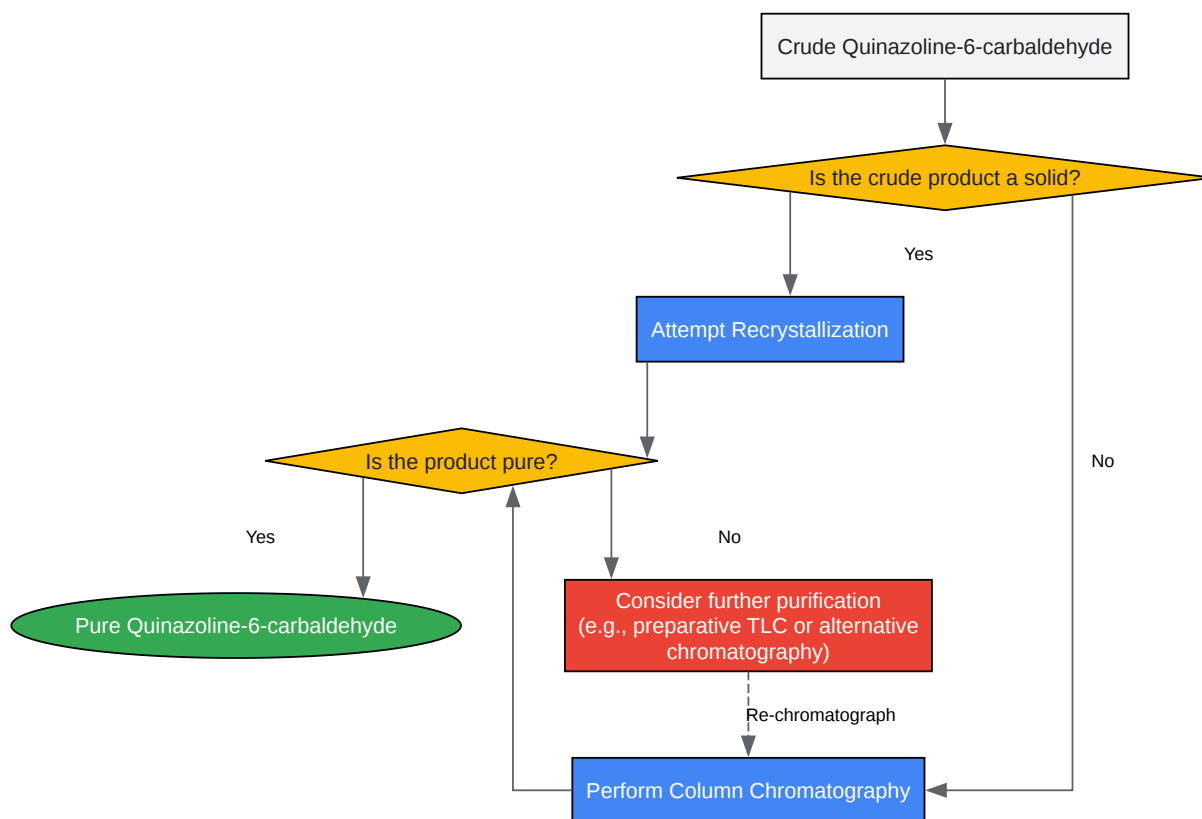 Crude Quinazoline-6-carbaldehyde
Is the crude product a solid?
Yes
Attempt Recrystallization
Is the product pure?
No
Yes
No
Consider further purification
(e.g., preparative TLC or alternative
chromatography)
Pure Quinazoline-6-carbaldehyde
Re-chromatograph
Perform Column Chromatography